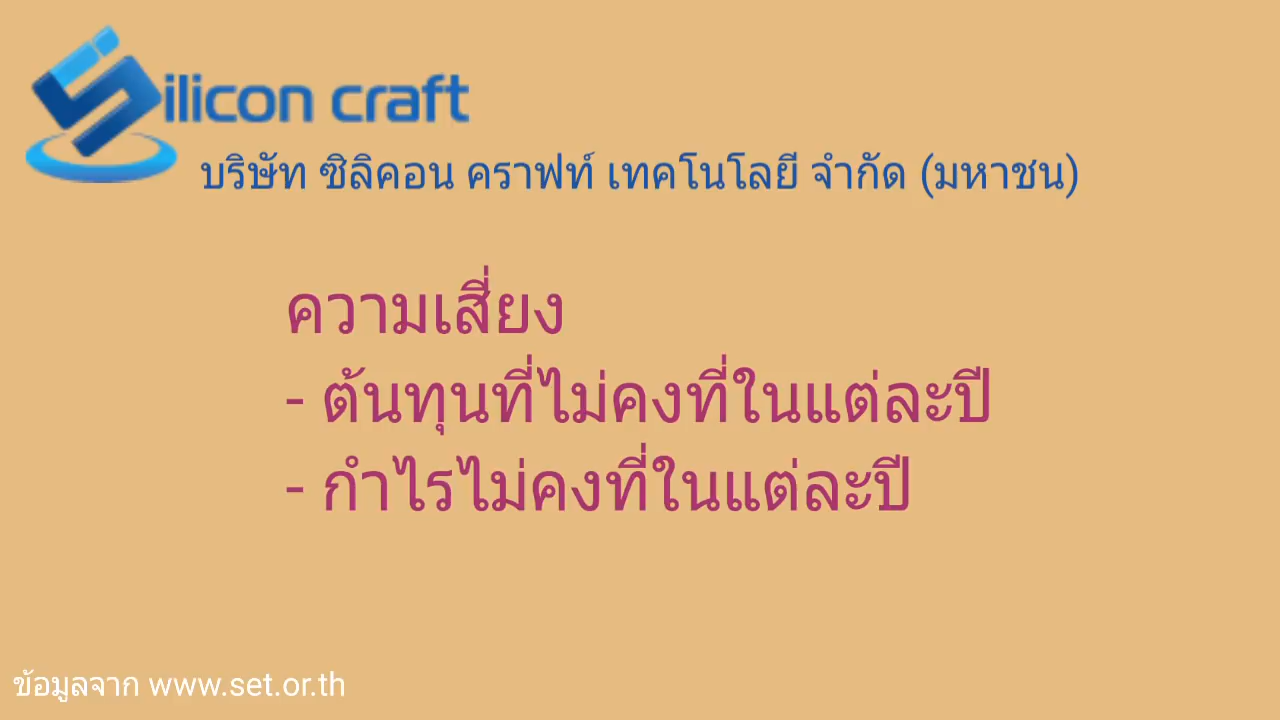 Silicon craft
บริษัท ซิลิคอน คราฟท์ เทคโนโลยี จำกัด (มหาชน)
ความเสี่ยง
- ต้นทุนที่ไม่คงที่ในแต่ละปี
- กำไรไม่คงที่ในแต่ละปี
ข้อมูลจาก www.set.or.th